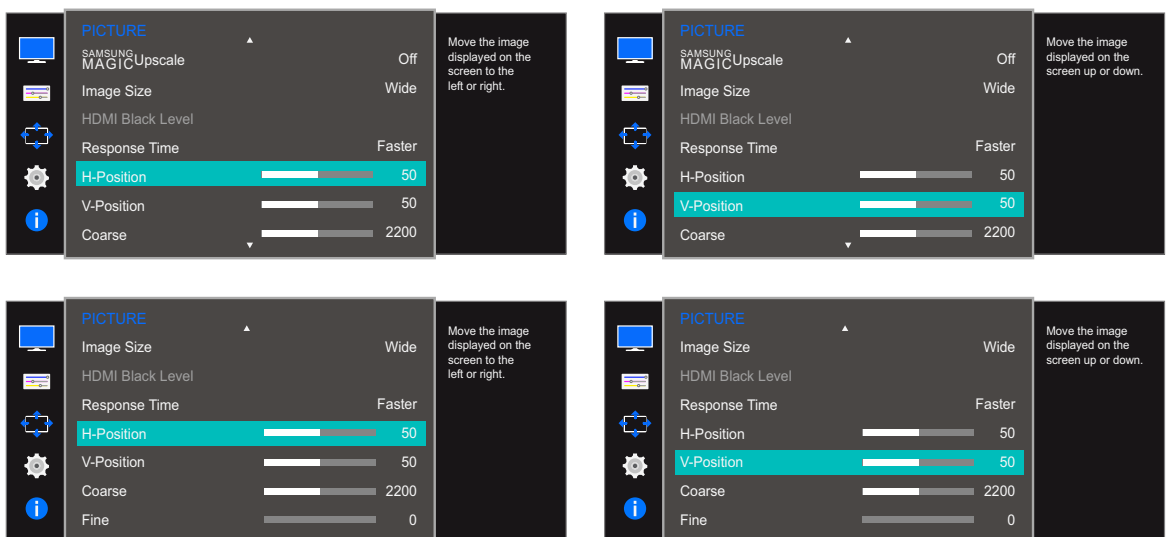 PICTURE
SAMSUNG
MAGIC Upscale Off
Image Size Wide
HDMI Black Level
Response Time Faster
H-Position 50
V-Position 50
Coarse 2200
Move the image
displayed on the
screen to the
left or right.
PICTURE
SAMSUNG
MAGIC Upscale Off
Image Size Wide
HDMI Black Level
Response Time Faster
H-Position 50
V-Position 50
Coarse 2200
Move the image
displayed on the
screen up or down.
PICTURE
Image Size Wide
HDMI Black Level
Response Time Faster
H-Position 50
V-Position 50
Coarse 2200
Fine 0
Move the image
displayed on the
screen to the
left or right.
PICTURE
Image Size Wide
HDMI Black Level
Response Time Faster
H-Position 50
V-Position 50
Coarse 2200
Fine 0
Move the image
displayed on the
screen up or down.